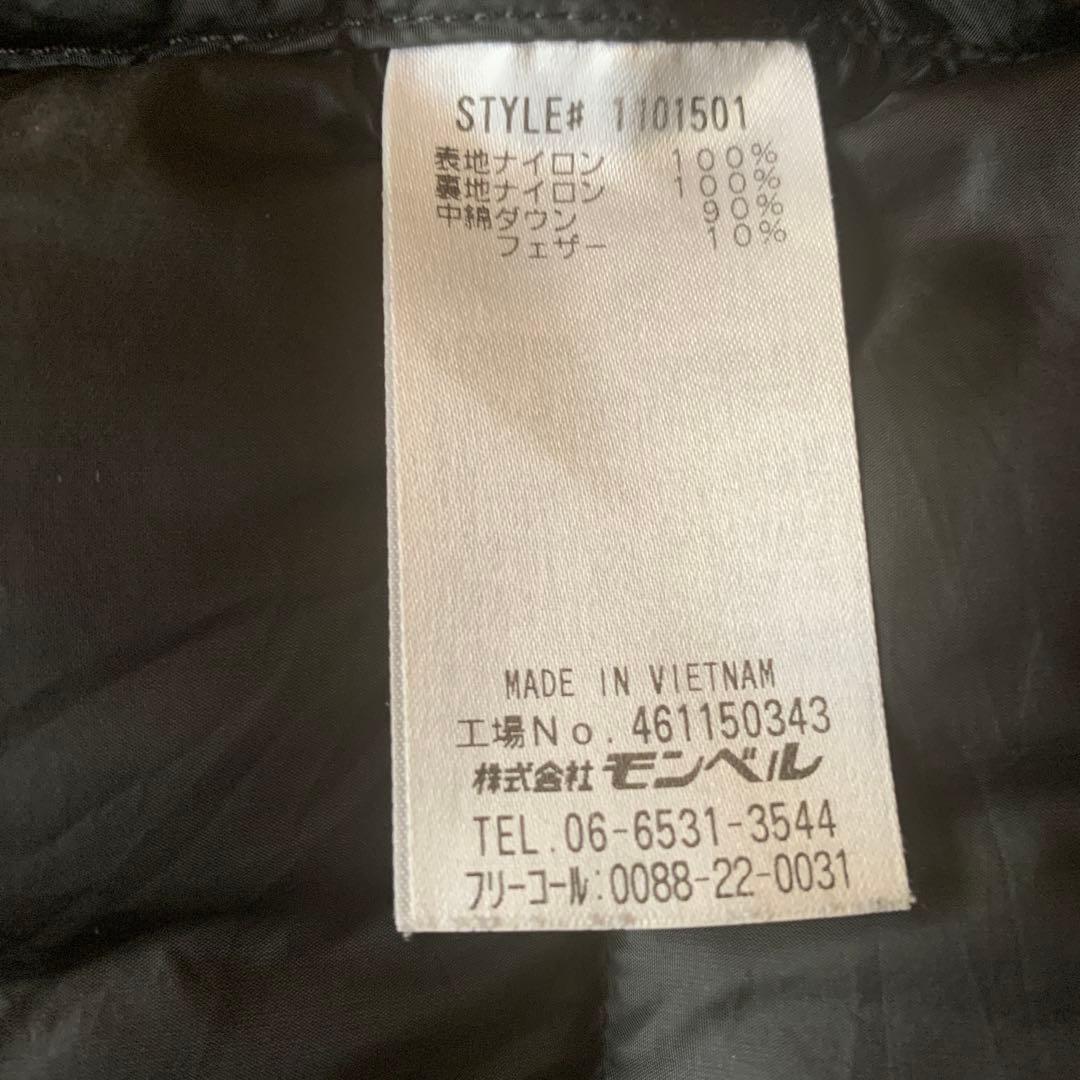 STYLE# 1101501
表地ナイロン 100%
裏地ナイロン 100%
中綿ダウン 90%
フェザー 10%
MADE IN VIETNAM
工場No. 461150343
株式会社モンベル
TEL.06-6531-3544
フリーコール:0088-22-0031